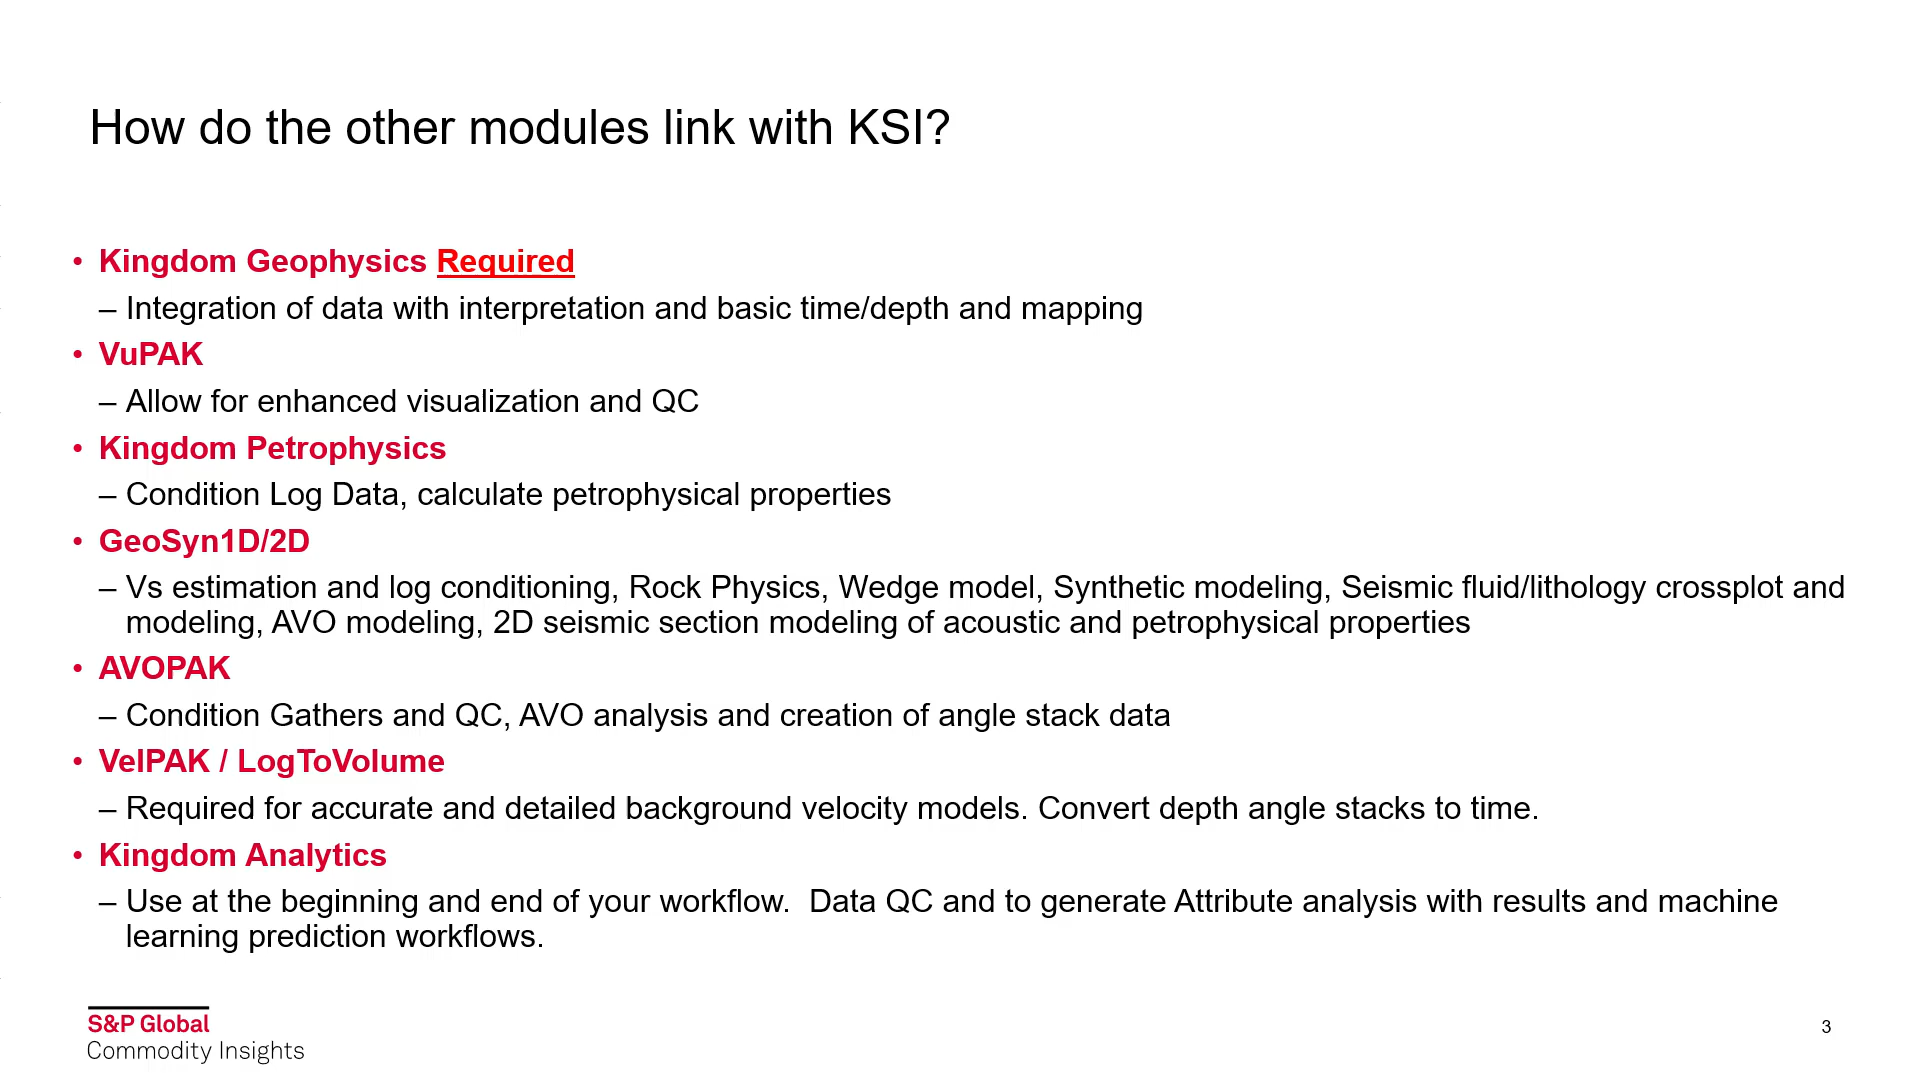 How do the other modules link with KSI?
• Kingdom Geophysics Required
– Integration of data with interpretation and basic time/depth and mapping
• VuPAK
– Allow for enhanced visualization and QC
• Kingdom Petrophysics
– Condition Log Data, calculate petrophysical properties
• GeoSyn1D/2D
– Vs estimation and log conditioning, Rock Physics, Wedge model, Synthetic modeling, Seismic fluid/lithology crossplot and
modeling, AVO modeling, 2D seismic section modeling of acoustic and petrophysical properties
• AVOPAK
– Condition Gathers and QC, AVO analysis and creation of angle stack data
• VelPAK / LogToVolume
– Required for accurate and detailed background velocity models. Convert depth angle stacks to time.
• Kingdom Analytics
– Use at the beginning and end of your workflow.  Data QC and to generate Attribute analysis with results and machine
learning prediction workflows.
S&P Global
Commodity Insights
3